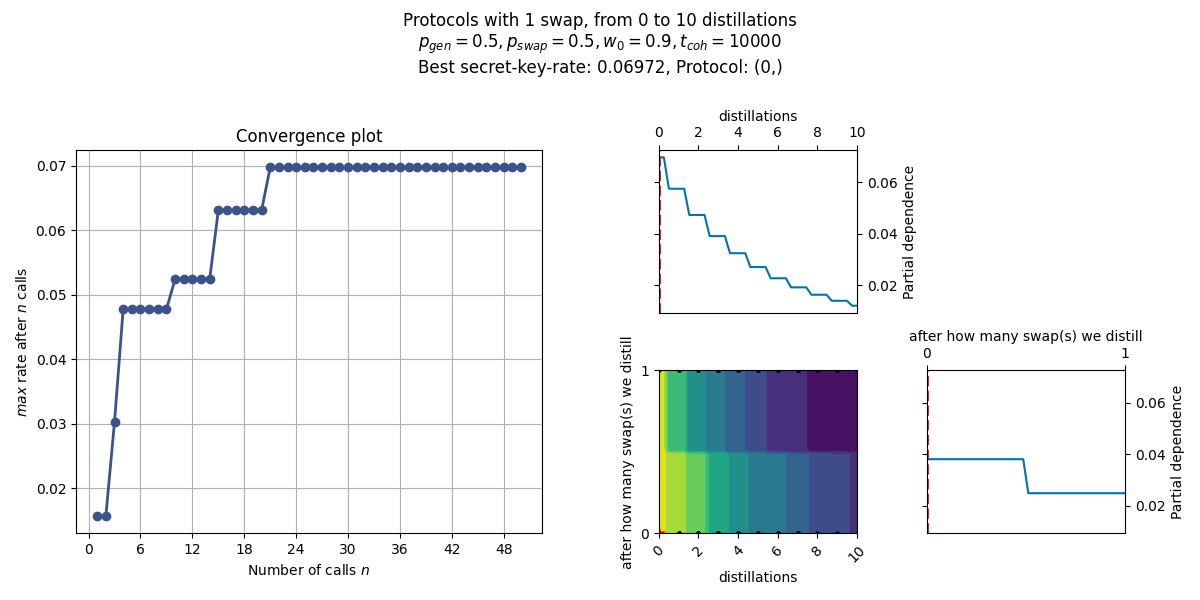 Protocols with 1 swap, from 0 to 10 distillations
p_gen = 0.5, p_swap = 0.5, w_0 = 0.9, t_coh = 10000
Best secret-key-rate: 0.06972, Protocol: (0,)
Convergence plot
max rate after n calls
0.07
0.06
0.05
0.04
0.03
0.02
0 6 12 18 24 30 36 42 48
Number of calls n
distillations
0 2 4 6 8 10
0.06
0.04
0.02
Partial dependence
after how many swap(s) we distill
1
0
0 2 4 6 8 10
distillations
after how many swap(s) we distill
0 1
0.06
0.04
0.02
Partial dependence